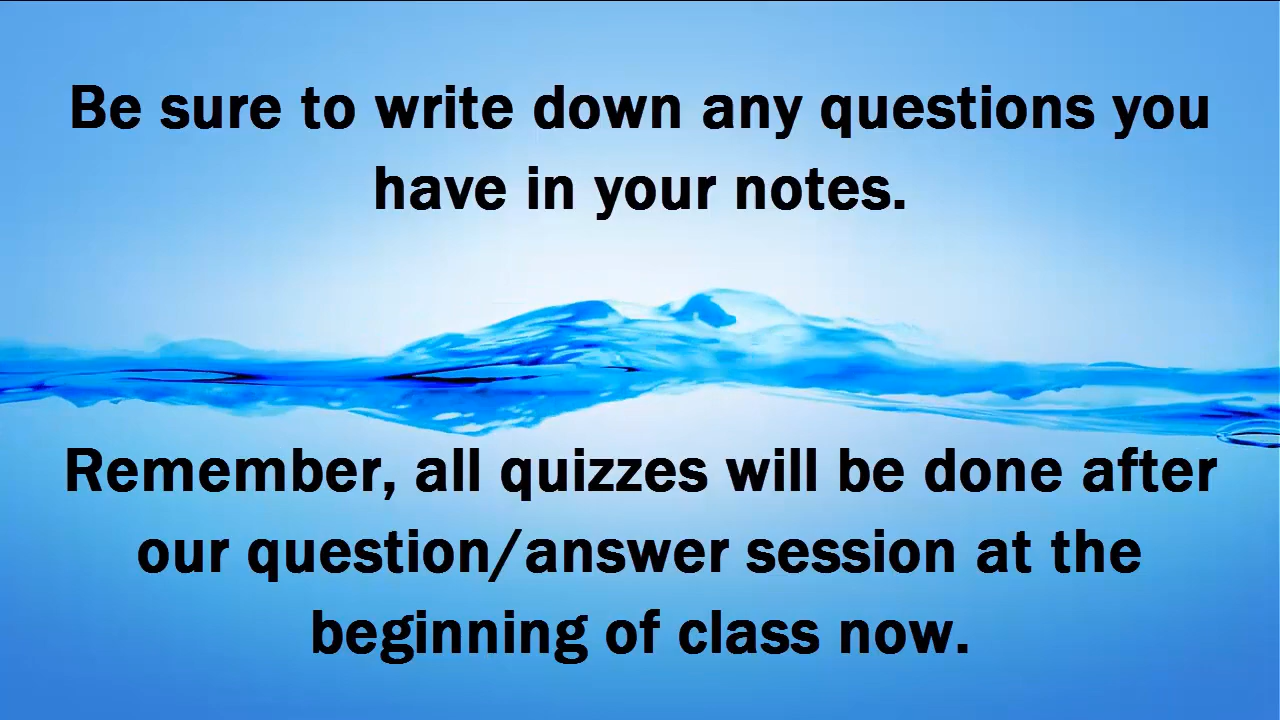 Be sure to write down any questions you
have in your notes.
Remember, all quizzes will be done after
our question/answer session at the
beginning of class now.